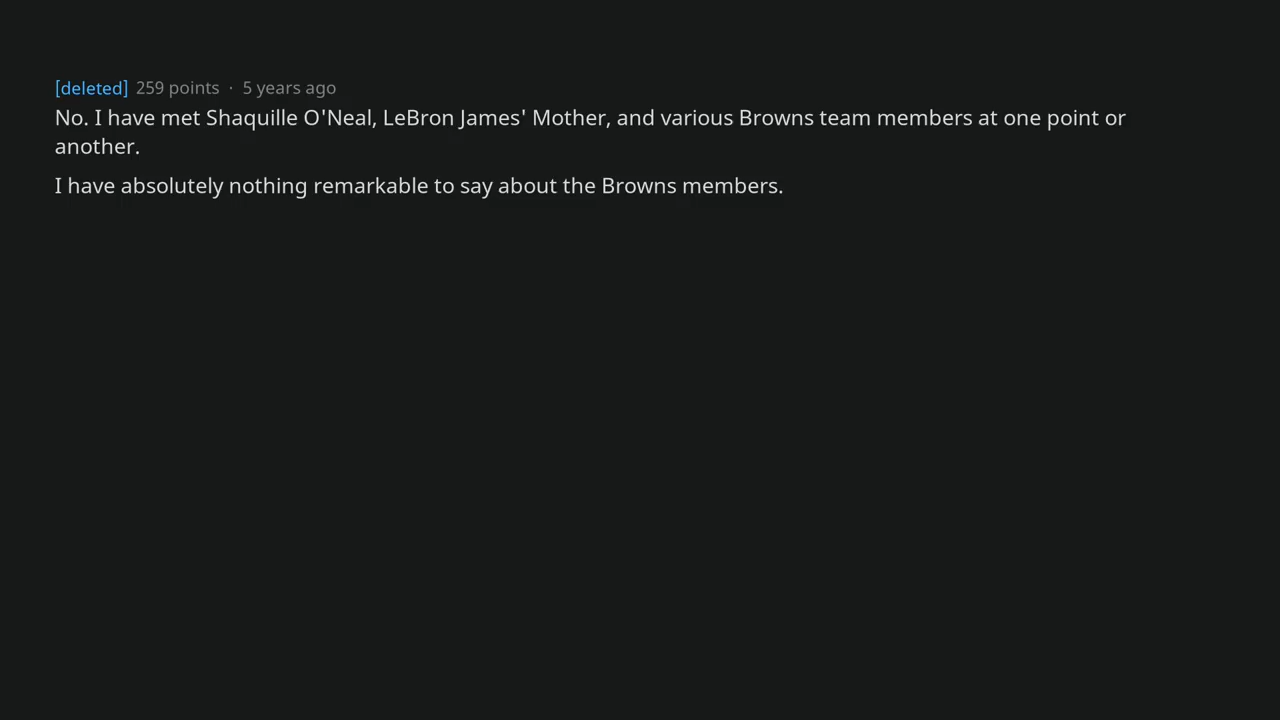 [deleted] 259 points · 5 years ago
No. I have met Shaquille O'Neal, LeBron James' Mother, and various Browns team members at one point or
another.
I have absolutely nothing remarkable to say about the Browns members.